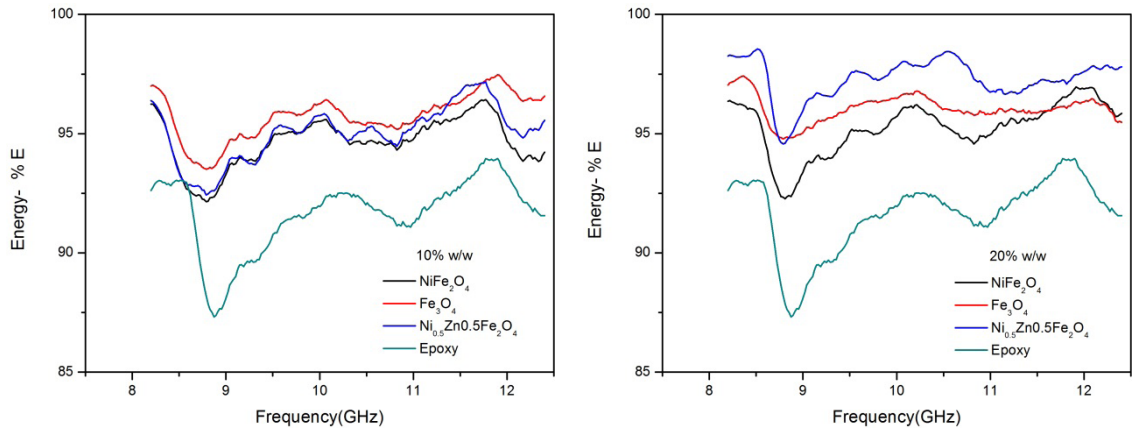 100
95
90
85
Energy- % E
8
9
10
11
12
Frequency(GHz)
10% w/w
NiFe₂O₄
Fe₃O₄
Ni₀.₅Zn0.5Fe₂O₄
Epoxy
100
95
90
85
Energy- % E
8
9
10
11
12
Frequency(GHz)
20% w/w
NiFe₂O₄
Fe₃O₄
Ni₀.₅Zn0.5Fe₂O₄
Epoxy